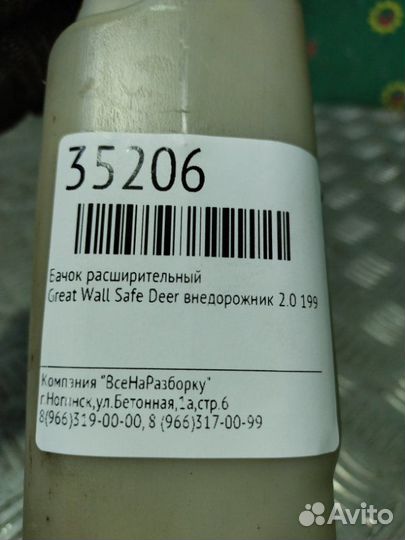 35206
Бачок расширительный
Great Wall Safe Deer внедорожник 2.0 199
Компания "ВсеНаРазборку"
г.Ногинск,ул.Бетонная,1а,стр.6
8(966)319-00-00, 8 (966)317-00-99
Avito